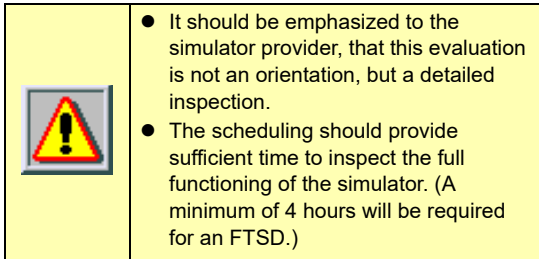 ● It should be emphasized to the
simulator provider, that this evaluation
is not an orientation, but a detailed
inspection.
● The scheduling should provide
sufficient time to inspect the full
functioning of the simulator. (A
minimum of 4 hours will be required
for an FTSD.)